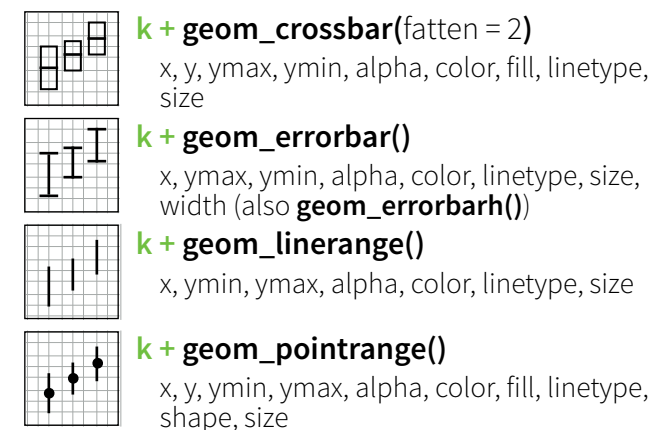 k + geom_crossbar(fatten = 2)
x, y, ymax, ymin, alpha, color, fill, linetype,
size
k + geom_errorbar()
x, ymax, ymin, alpha, color, linetype, size,
width (also geom_errorbarh())
k + geom_linerange()
x, ymin, ymax, alpha, color, linetype, size
k + geom_pointrange()
x, y, ymin, ymax, alpha, color, fill, linetype,
shape, size